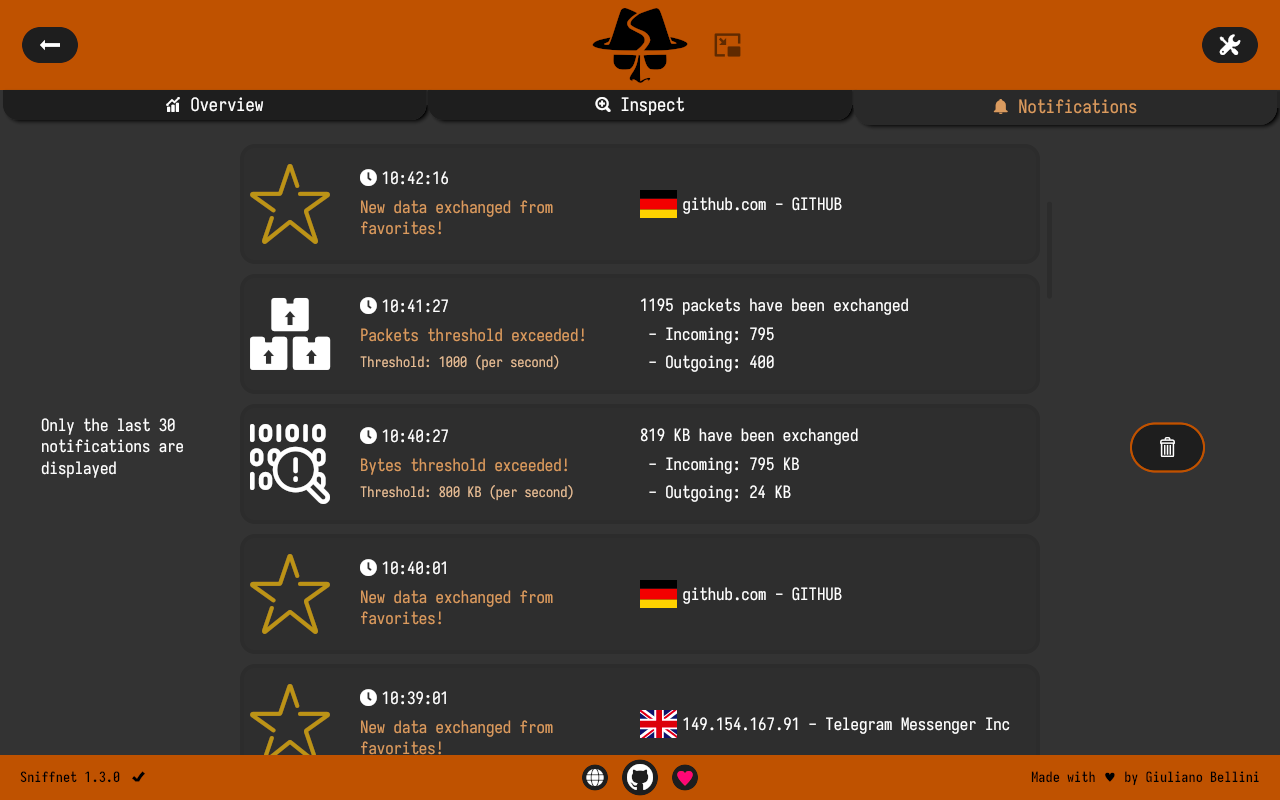 Overview
Inspect
Notifications
10:42:16
New data exchanged from
favorites!
github.com - GITHUB
10:41:27
Packets threshold exceeded!
Threshold: 1000 (per second)
1195 packets have been exchanged
- Incoming: 795
- Outgoing: 400
Only the last 30
notifications are
displayed
10:40:27
Bytes threshold exceeded!
Threshold: 800 KB (per second)
819 KB have been exchanged
- Incoming: 795 KB
- Outgoing: 24 KB
10:40:01
New data exchanged from
favorites!
github.com - GITHUB
10:39:01
New data exchanged from
favorites!
149.154.167.91 - Telegram Messenger Inc
Sniffnet 1.3.0 ✔
Made with ♥ by Giuliano Bellini